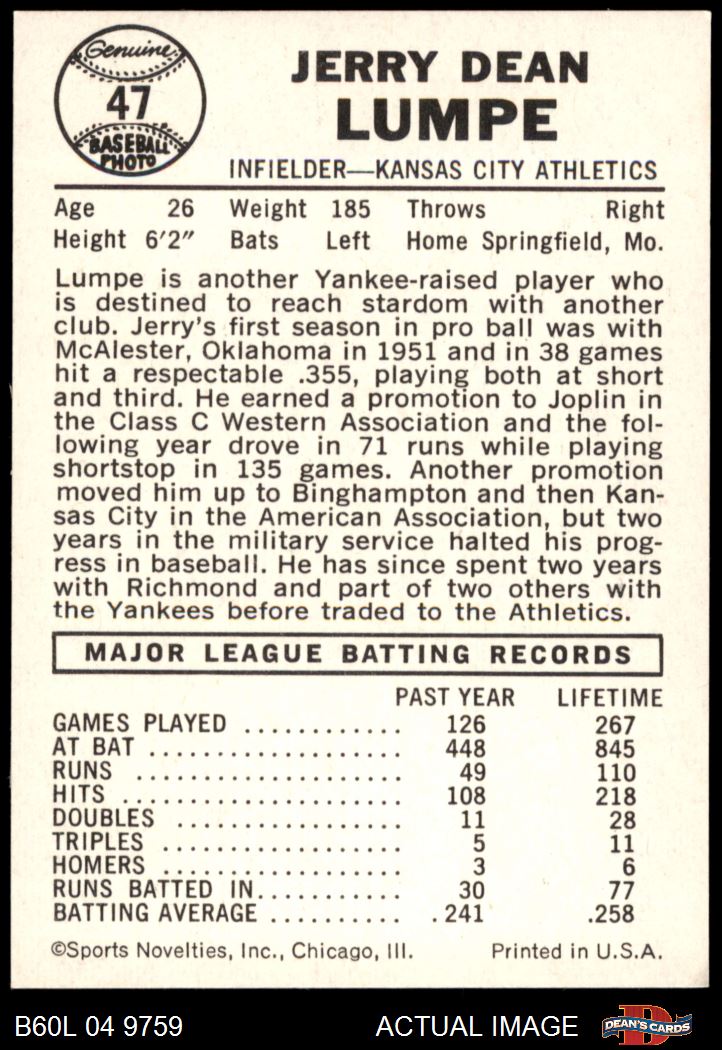 Genuine
47
BASEBALL
PHOTO
JERRY DEAN
LUMPE
INFIELDER—KANSAS CITY ATHLETICS
Age 26 Weight 185 Throws Right
Height 6′2″ Bats Left Home Springfield, Mo.
Lumpe is another Yankee-raised player who
is destined to reach stardom with another
club. Jerry's first season in pro ball was with
McAlester, Oklahoma in 1951 and in 38 games
hit a respectable .355, playing both at short
and third. He earned a promotion to Joplin in
the Class C Western Association and the fol-
lowing year drove in 71 runs while playing
shortstop in 135 games. Another promotion
moved him up to Binghampton and then Kan-
sas City in the American Association, but two
years in the military service halted his prog-
ress in baseball. He has since spent two years
with Richmond and part of two others with
the Yankees before traded to the Athletics.
MAJOR LEAGUE BATTING RECORDS
PAST YEAR LIFETIME
GAMES PLAYED ............ 126 267
AT BAT .................... 448 845
RUNS ..................... 49 110
HITS ...................... 108 218
DOUBLES ................. 11 28
TRIPLES .................. 5 11
HOMERS .................. 3 6
RUNS BATTED IN........... 30 77
BATTING AVERAGE .......... .241 .258
©Sports Novelties, Inc., Chicago, Ill. Printed in U.S.A.
B60L 04 9759 ACTUAL IMAGE DEAN'S CARDS